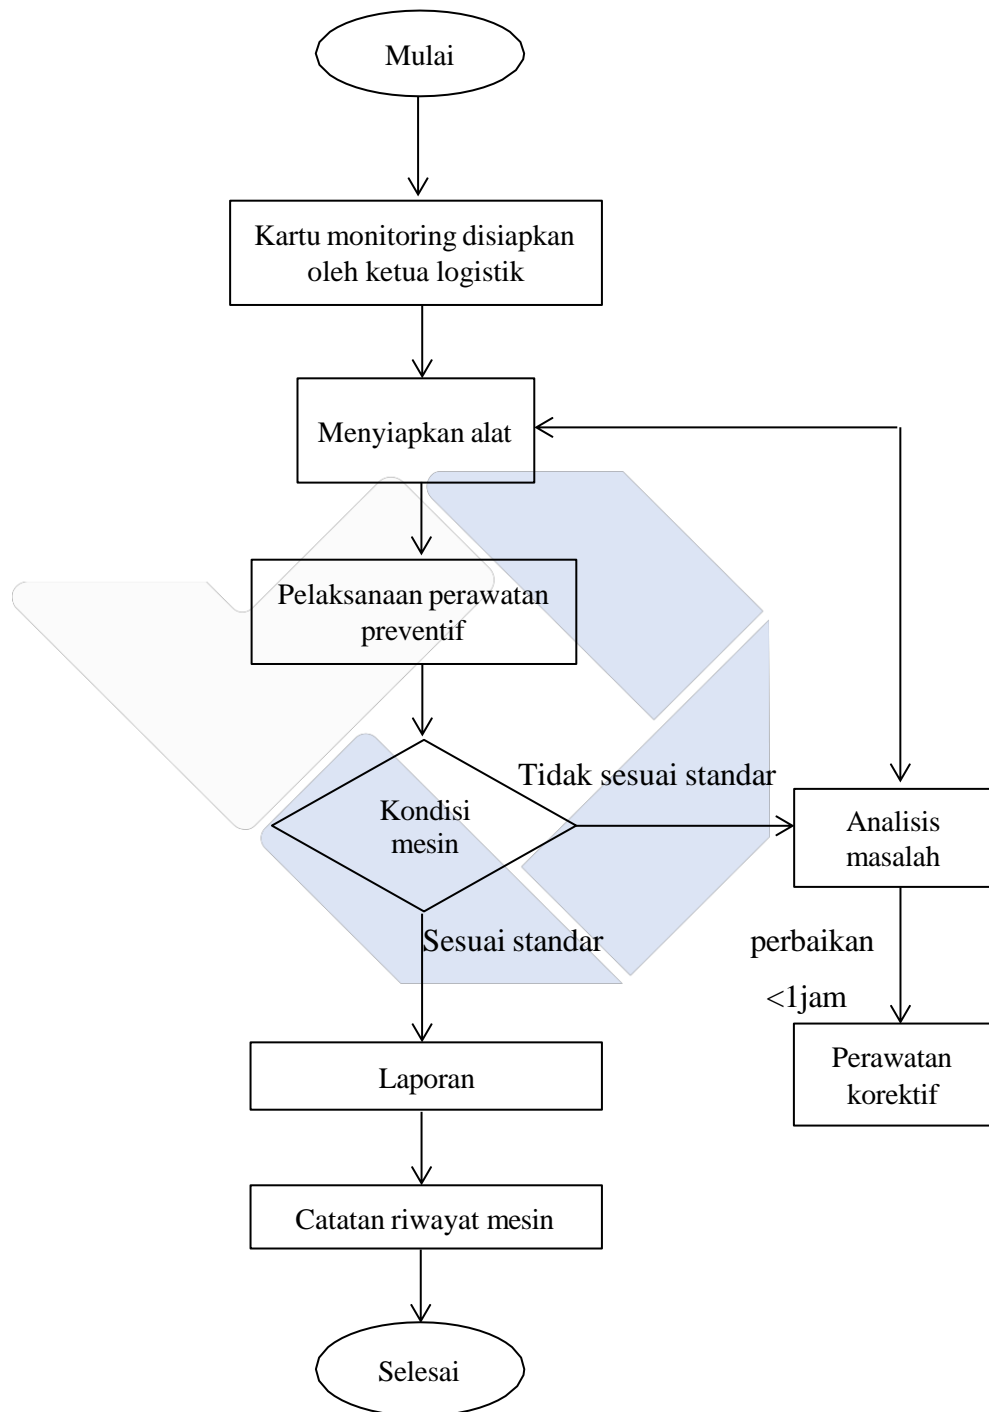 Mulai
Kartu monitoring disiapkan
oleh ketua logistik
Menyiapkan alat
Pelaksanaan perawatan
preventif
Kondisi
mesin
Tidak sesuai standar
Analisis
masalah
Sesuai standar
perbaikan
<1jam
Perawatan
korektif
Laporan
Catatan riwayat mesin
Selesai